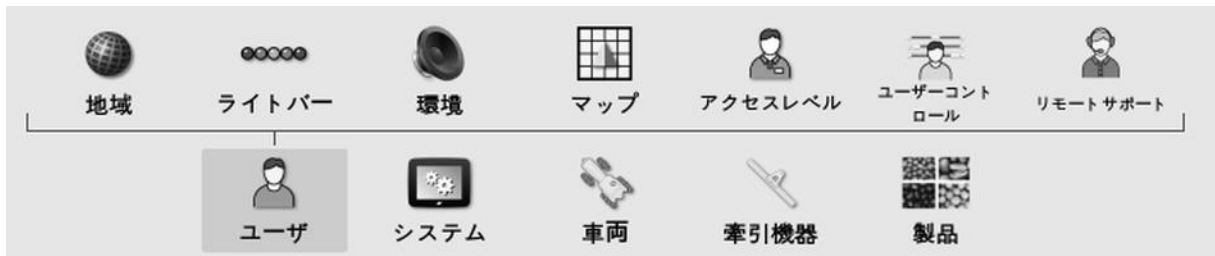 地域
ライトバー
環境
マップ
アクセスレベル
ユーザーコント
ロール
リモートサポート
ユーザ
システム
車両
牽引機器
製品